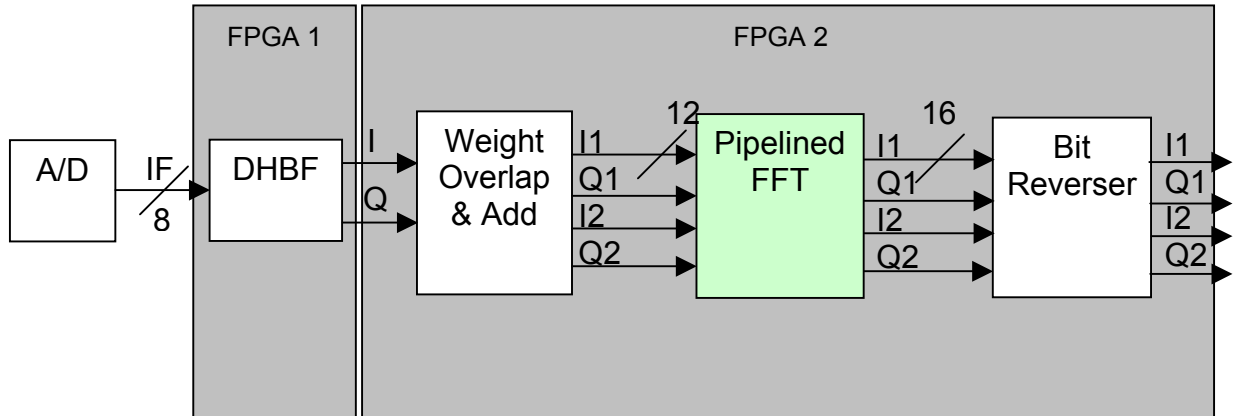 FPGA 1
FPGA 2
A/D
IF
8
DHBF
I
Q
Weight
Overlap
& Add
I1
Q1
I2
Q2
12
Pipelined
FFT
I1
Q1
I2
Q2
16
Bit
Reverser
I1
Q1
I2
Q2